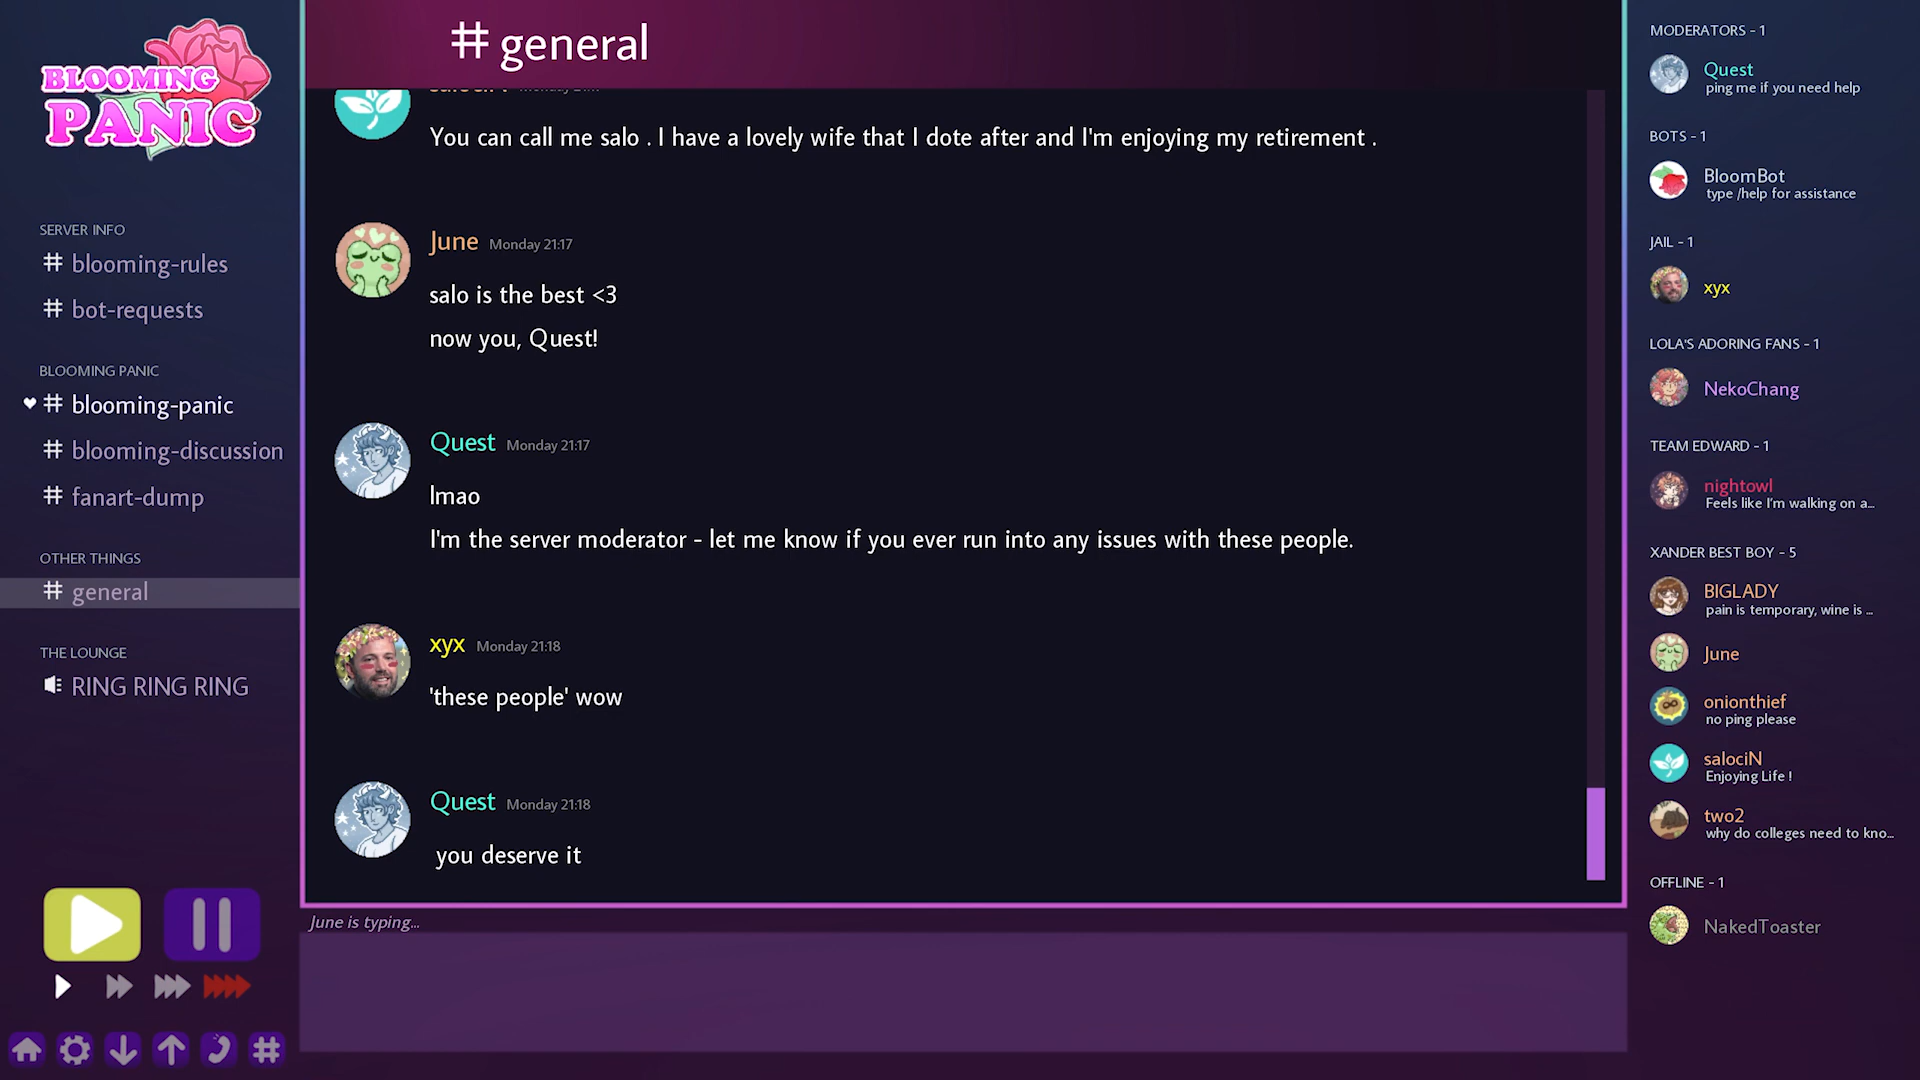 BLOOMING
PANIC
SERVER INFO
# blooming-rules
# bot-requests
BLOOMING PANIC
# blooming-panic
# blooming-discussion
# fanart-dump
OTHER THINGS
# general
THE LOUNGE
RING RING RING
# general
You can call me salo . I have a lovely wife that I dote after and I'm enjoying my retirement .
June Monday 21:17
salo is the best <3
now you, Quest!
Quest Monday 21:17
lmao
I'm the server moderator - let me know if you ever run into any issues with these people.
xyx Monday 21:18
'these people' wow
Quest Monday 21:18
you deserve it
June is typing...
MODERATORS - 1
Quest
ping me if you need help
BOTS - 1
BloomBot
type /help for assistance
JAIL - 1
xyx
LOLA'S ADORING FANS - 1
NekoChang
TEAM EDWARD - 1
nightowl
Feels like I'm walking on a...
XANDER BEST BOY - 5
BIGLADY
pain is temporary, wine is ...
June
onionthief
no ping please
salociN
Enjoying Life !
two2
why do colleges need to kno...
OFFLINE - 1
NakedToaster